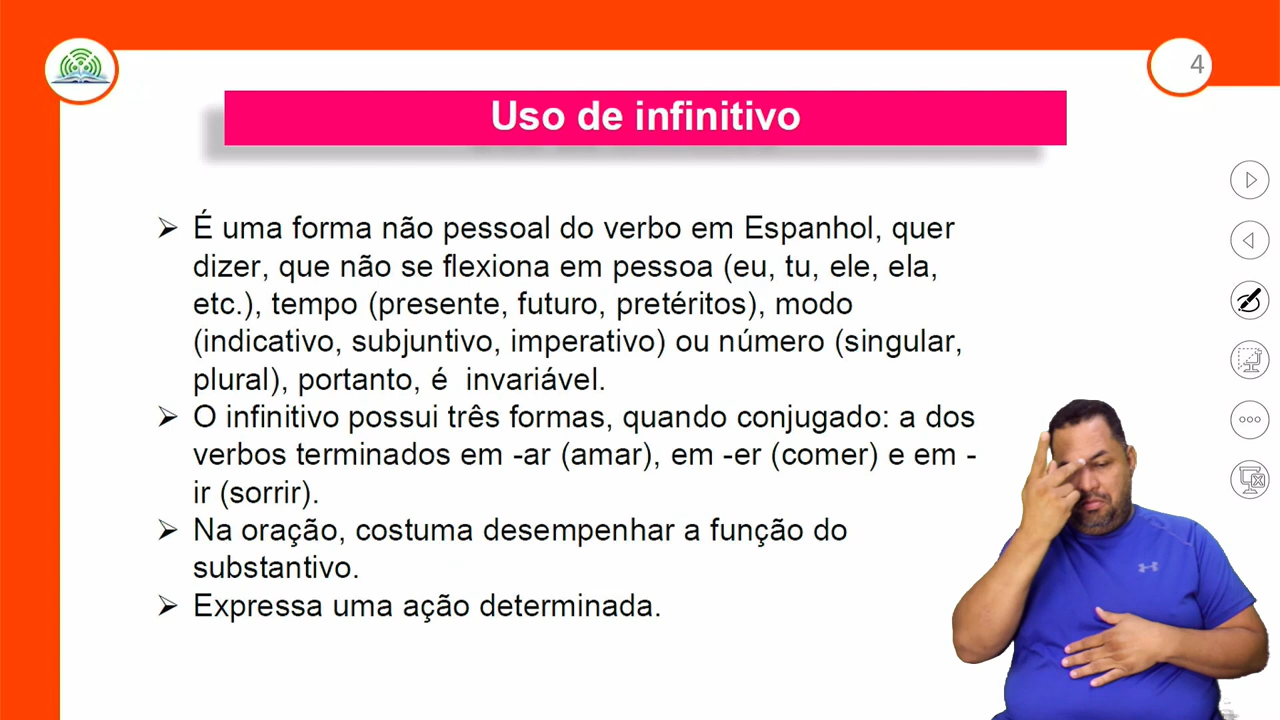 4
Uso de infinitivo
➢ É uma forma não pessoal do verbo em Espanhol, quer
dizer, que não se flexiona em pessoa (eu, tu, ele, ela,
etc.), tempo (presente, futuro, pretéritos), modo
(indicativo, subjuntivo, imperativo) ou número (singular,
plural), portanto, é invariável.
➢ O infinitivo possui três formas, quando conjugado: a dos
verbos terminados em -ar (amar), em -er (comer) e em -
ir (sorrir).
➢ Na oração, costuma desempenhar a função do
substantivo.
➢ Expressa uma ação determinada.